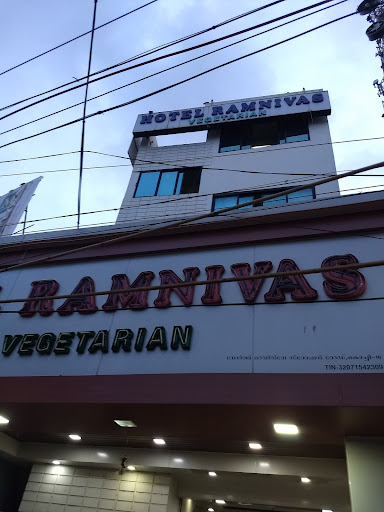 HOTEL RAMNIVAS
VEGETARIAN
RAMNIVAS
VEGETARIAN
TIN-32071542309